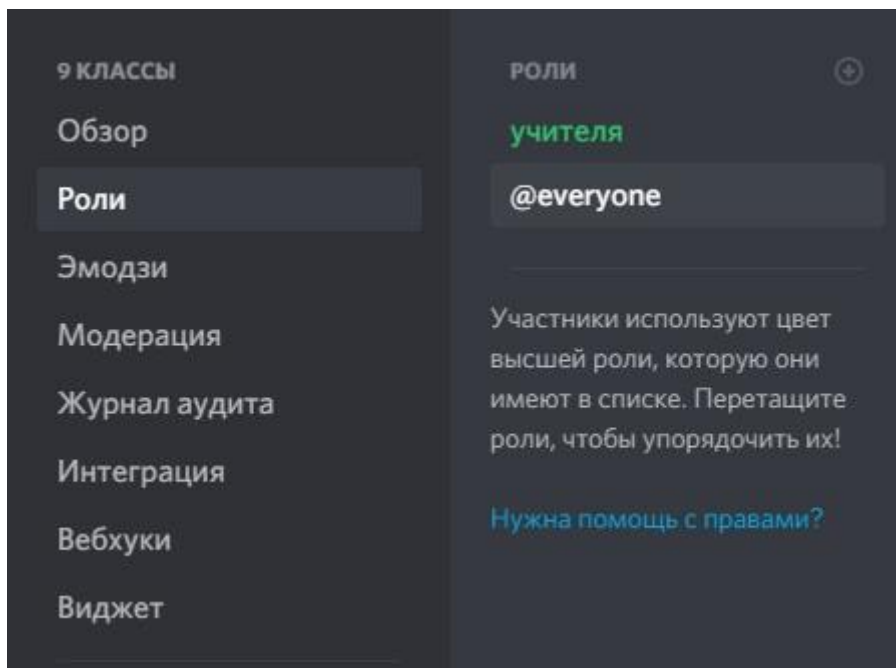 9 КЛАССЫ
Обзор
Роли
Эмодзи
Модерация
Журнал аудита
Интеграция
Вебхуки
Виджет
РОЛИ
учителя
@everyone
Участники используют цвет
высшей роли, которую они
имеют в списке. Перетащите
роли, чтобы упорядочить их!
Нужна помощь с правами?